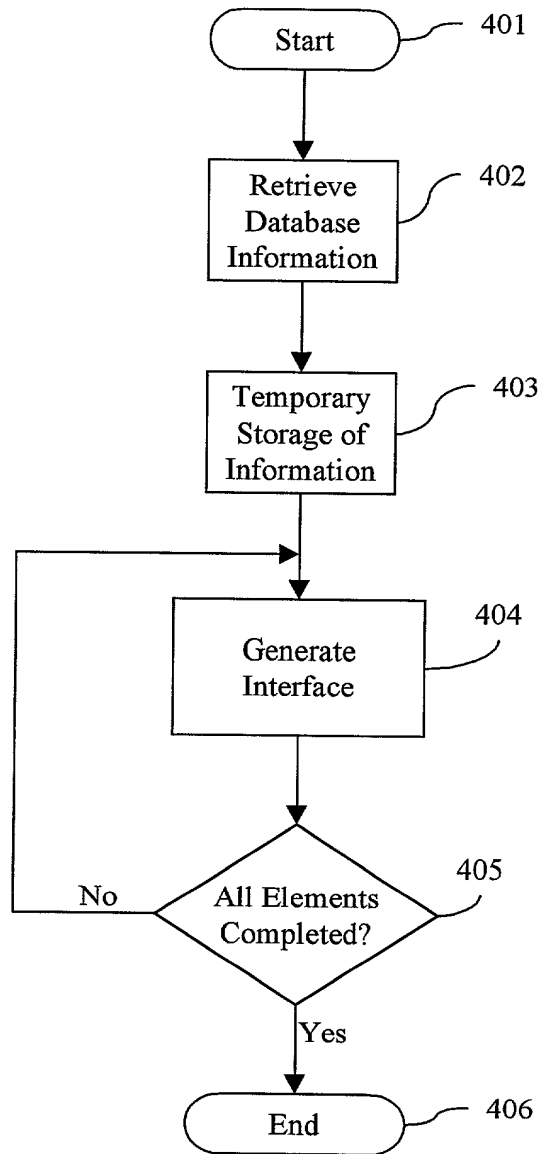 Start
401
Retrieve
Database
Information
402
Temporary
Storage of
Information
403
Generate
Interface
404
All Elements
Completed?
405
No
Yes
End
406